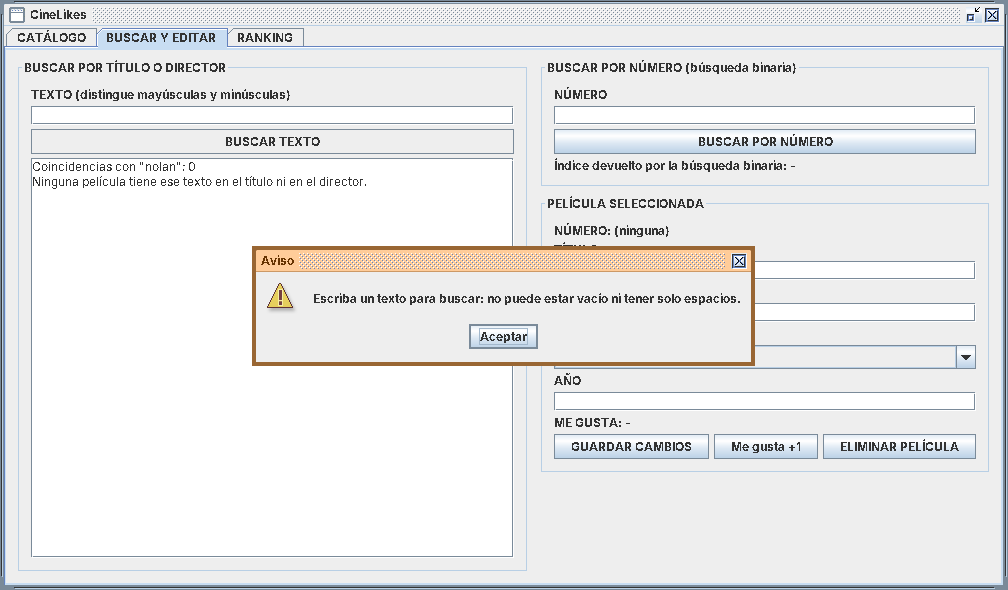 CineLikes
CATÁLOGO
BUSCAR Y EDITAR
RANKING
BUSCAR POR TÍTULO O DIRECTOR
TEXTO (distingue mayúsculas y minúsculas)
BUSCAR TEXTO
Coincidencias con "nolan": 0
Ninguna película tiene ese texto en el título ni en el director.
BUSCAR POR NÚMERO (búsqueda binaria)
NÚMERO
BUSCAR POR NÚMERO
Índice devuelto por la búsqueda binaria: -
PELÍCULA SELECCIONADA
NÚMERO: (ninguna)
Aviso
Escriba un texto para buscar: no puede estar vacío ni tener solo espacios.
Aceptar
AÑO
ME GUSTA: -
GUARDAR CAMBIOS
Me gusta +1
ELIMINAR PELÍCULA